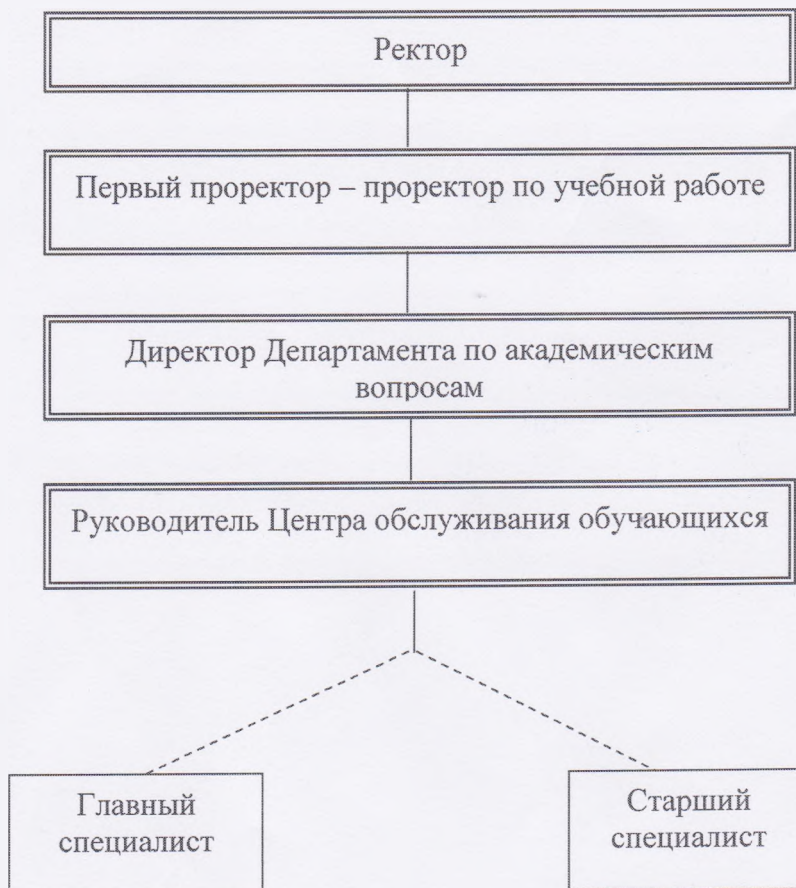 Ректор
Первый проректор – проректор по учебной работе
Директор Департамента по академическим
вопросам
Руководитель Центра обслуживания обучающихся
Главный
специалист
Старший
специалист